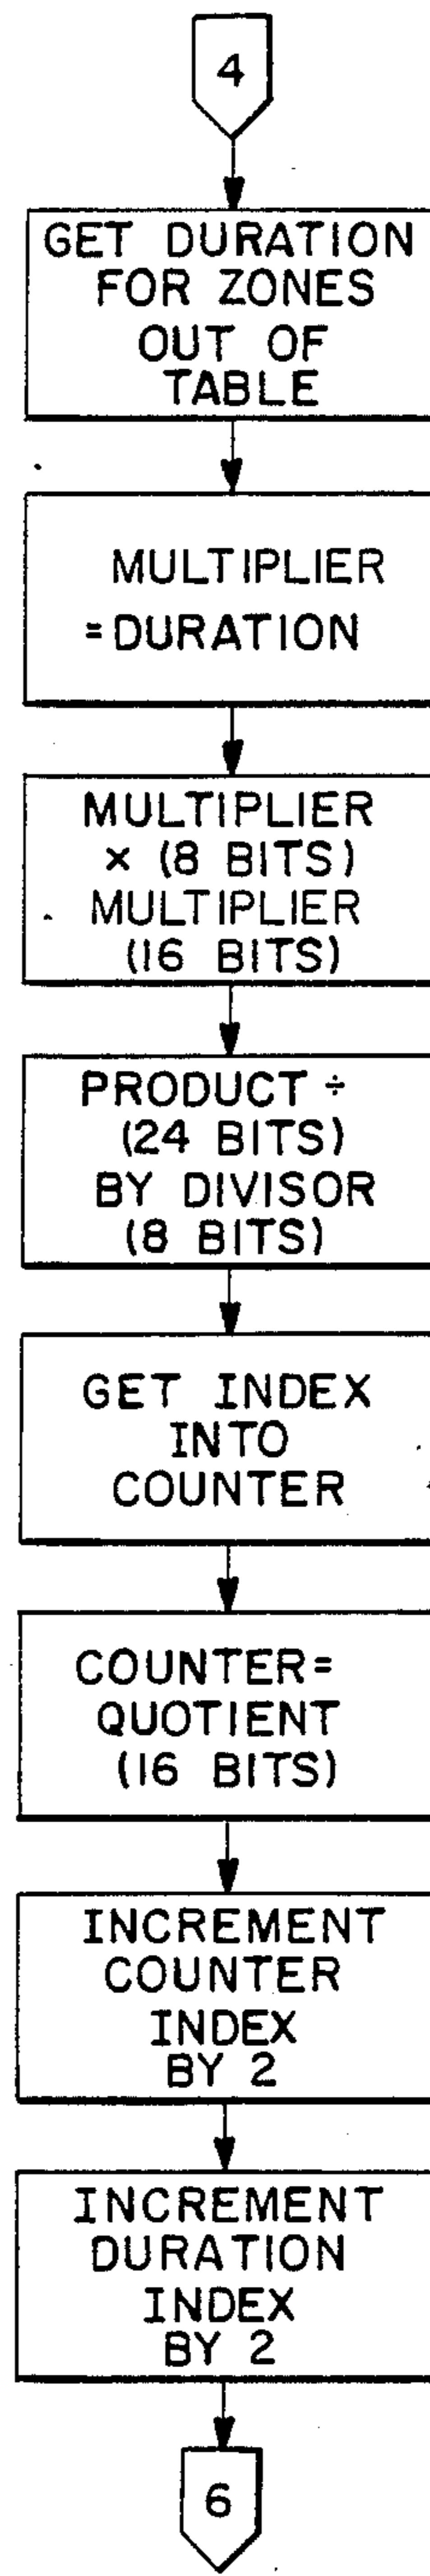 4
GET DURATION
FOR ZONES
OUT OF
TABLE
MULTIPLIER
= DURATION
MULTIPLIER
× (8 BITS)
MULTIPLIER
(16 BITS)
PRODUCT ÷
(24 BITS)
BY DIVISOR
(8 BITS)
GET INDEX
INTO
COUNTER
COUNTER=
QUOTIENT
(16 BITS)
INCREMENT
COUNTER
INDEX
BY 2
INCREMENT
DURATION
INDEX
BY 2
6